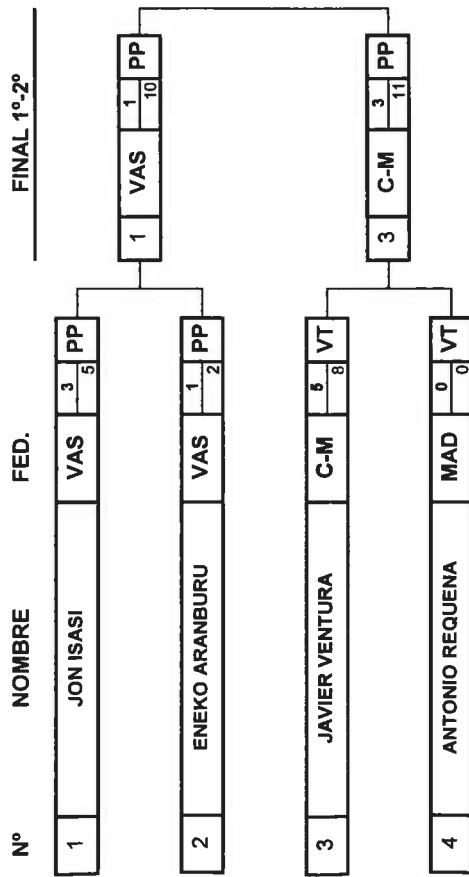 Nº NOMBRE FED. FINAL 1º-2º
1 JON ISASI VAS 3 5 PP
1 VAS 1 10 PP
2 ENEKO ARANBURU VAS 1 2 PP
3 JAVIER VENTURA C-M 5 8 VT
3 C-M 3 11 PP
4 ANTONIO REQUENA MAD 0 0 VT